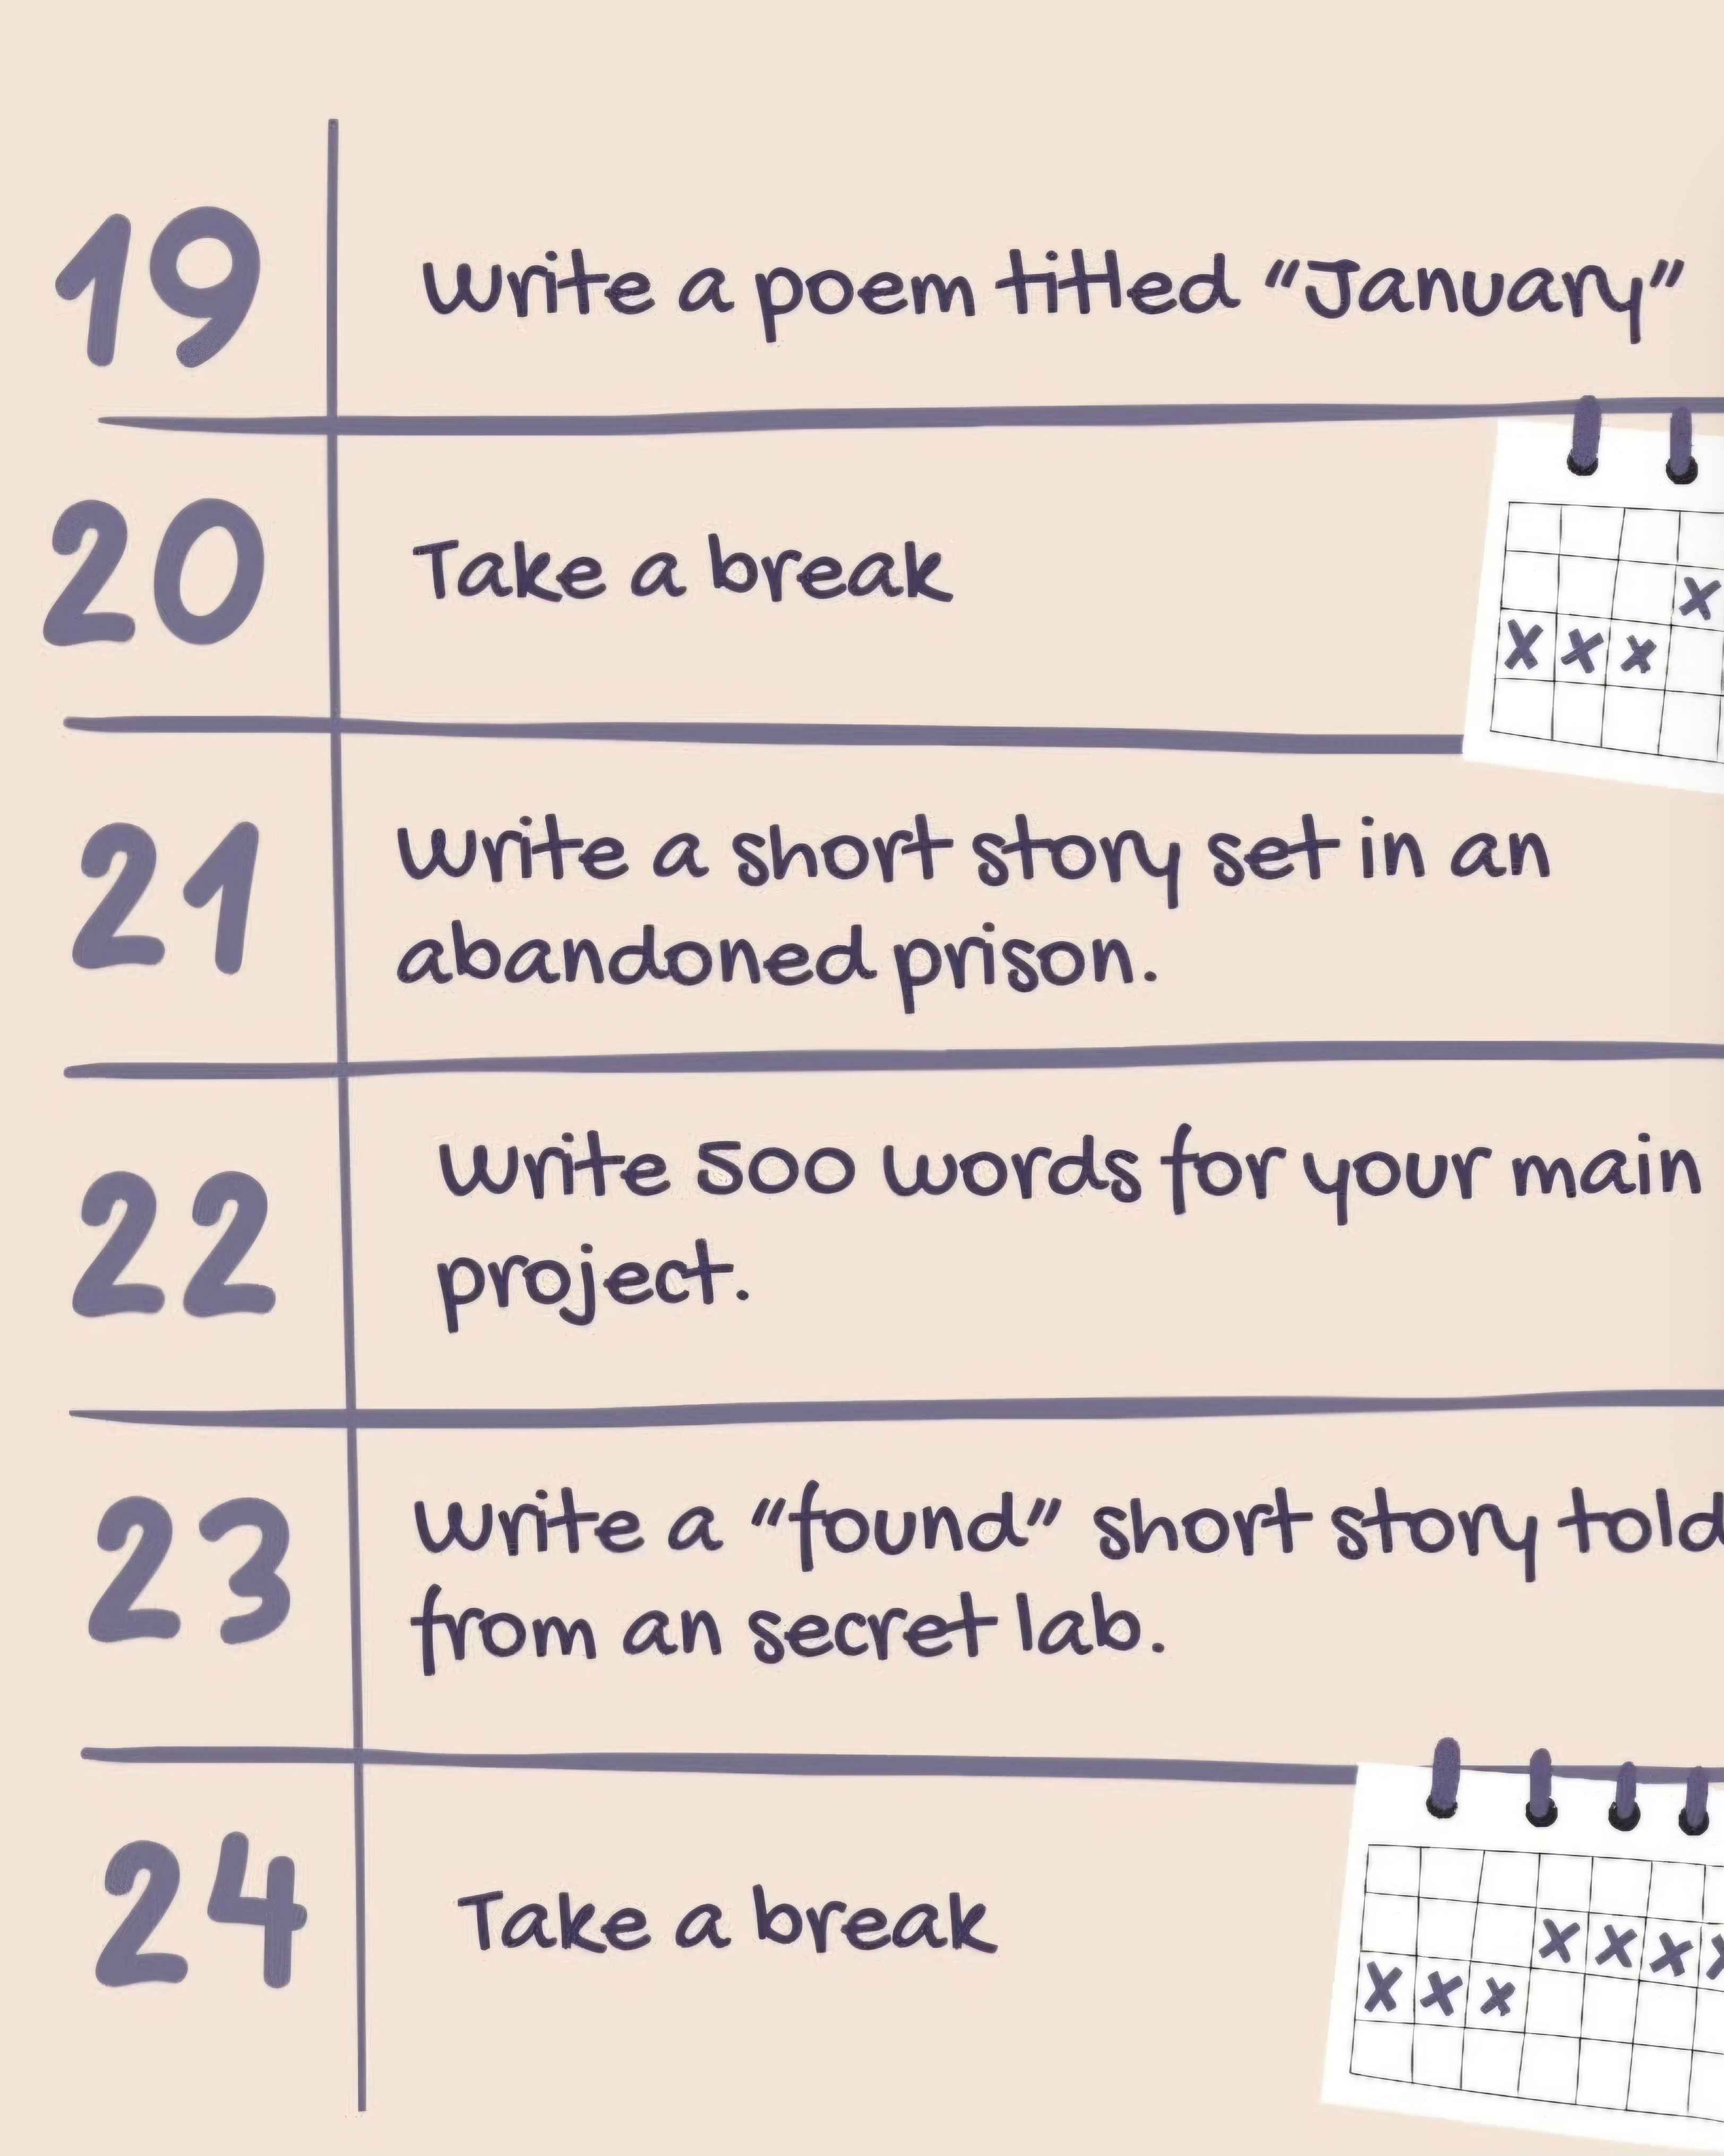 19
Write a poem titled “January”
20
Take a break
21
Write a short story set in an
abandoned prison.
22
Write 500 words for your main
project.
23
Write a “found” short story told
from an secret lab.
24
Take a break